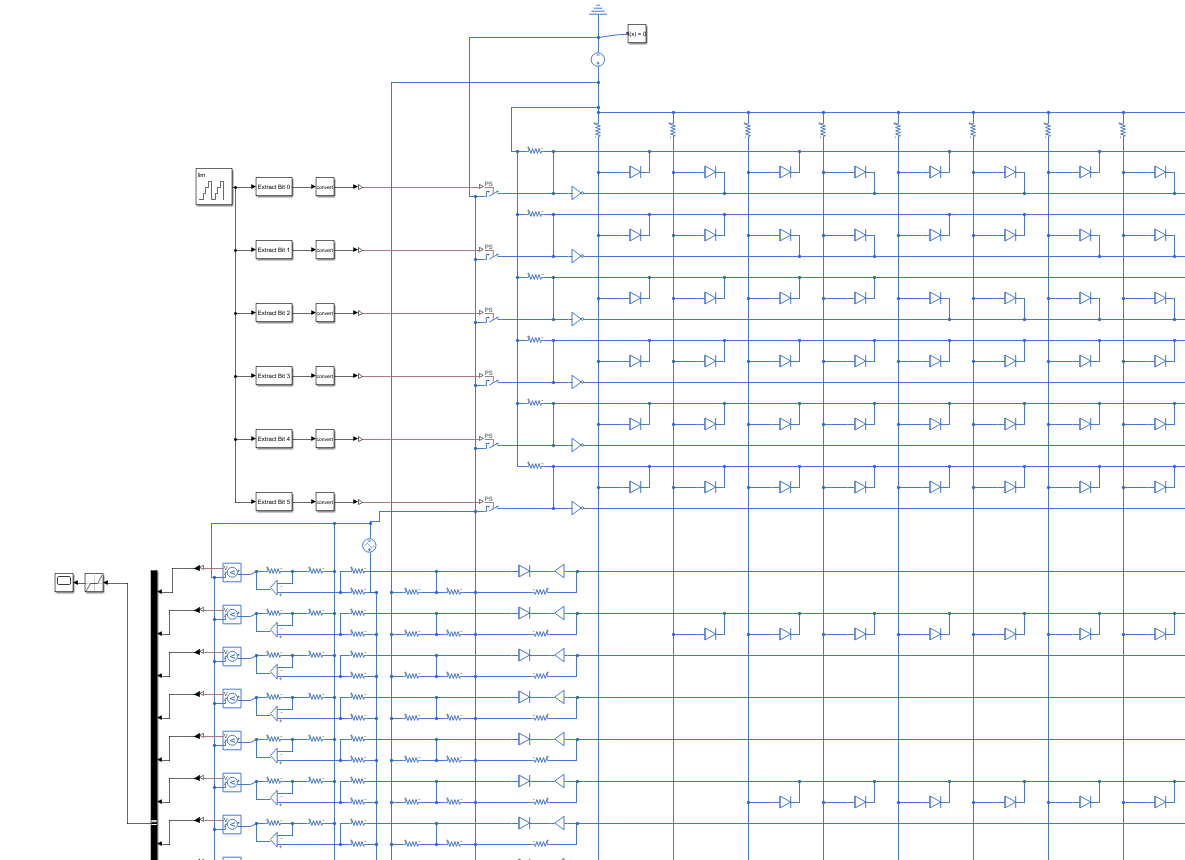 f(x) = 0
lim
Extract Bit 0
convert
PS
Extract Bit 1
convert
PS
Extract Bit 2
convert
PS
Extract Bit 3
convert
PS
Extract Bit 4
convert
PS
Extract Bit 5
convert
PS